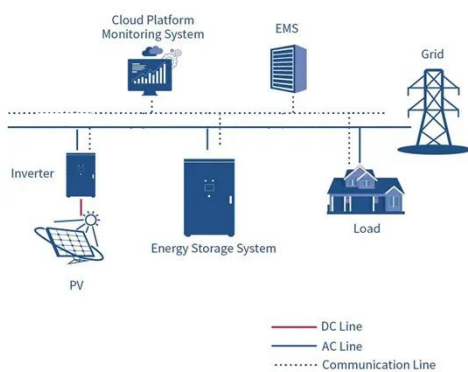 Cloud Platform
Monitoring System
EMS
Grid
Inverter
Energy Storage System
Load
PV
DC Line
AC Line
Communication Line